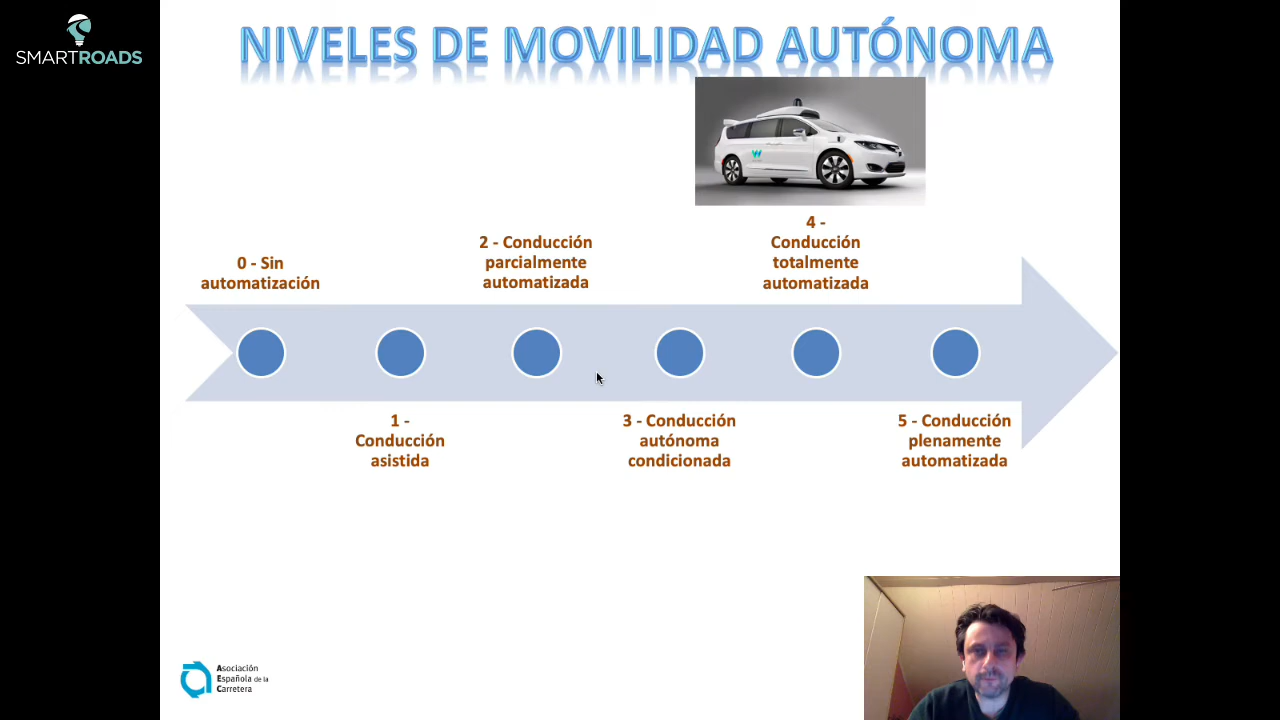 SMARTROADS
NIVELES DE MOVILIDAD AUTÓNOMA
0 - Sin
automatización
1 -
Conducción
asistida
2 - Conducción
parcialmente
automatizada
3 - Conducción
autónoma
condicionada
4 -
Conducción
totalmente
automatizada
5 - Conducción
plenamente
automatizada
Asociación
Española de la
Carretera